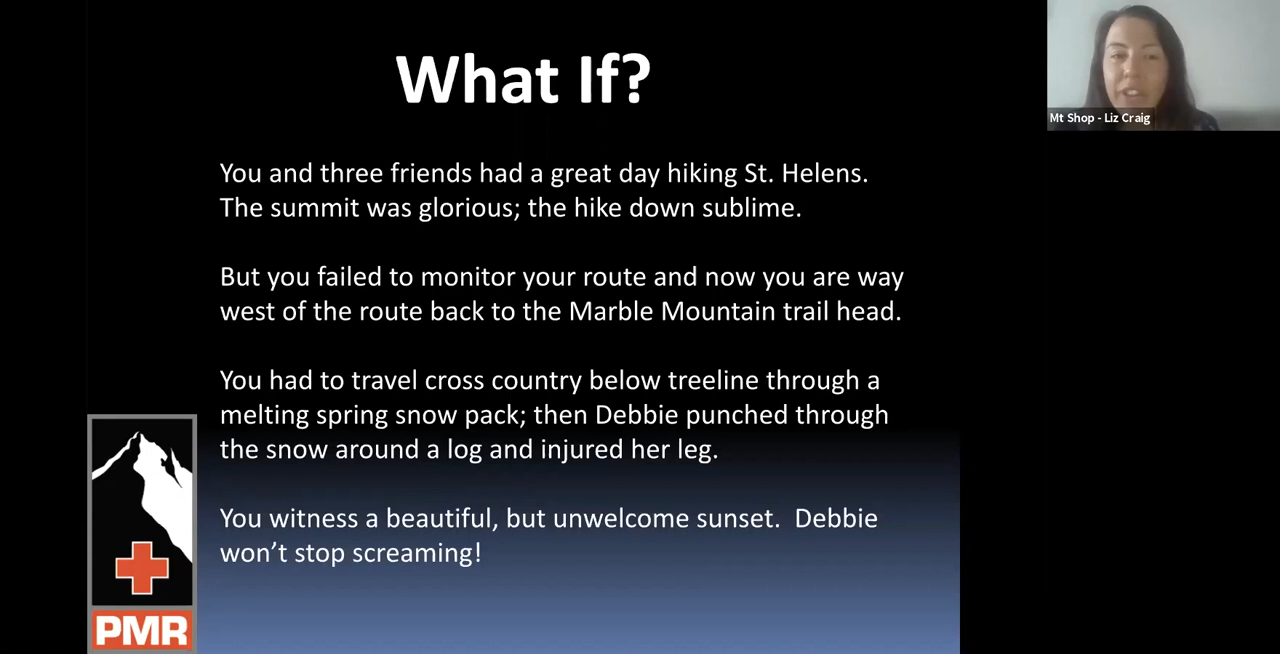 What If?
Mt Shop - Liz Craig
You and three friends had a great day hiking St. Helens.
The summit was glorious; the hike down sublime.
But you failed to monitor your route and now you are way
west of the route back to the Marble Mountain trail head.
You had to travel cross country below treeline through a
melting spring snow pack; then Debbie punched through
the snow around a log and injured her leg.
You witness a beautiful, but unwelcome sunset.  Debbie
won’t stop screaming!
PMR